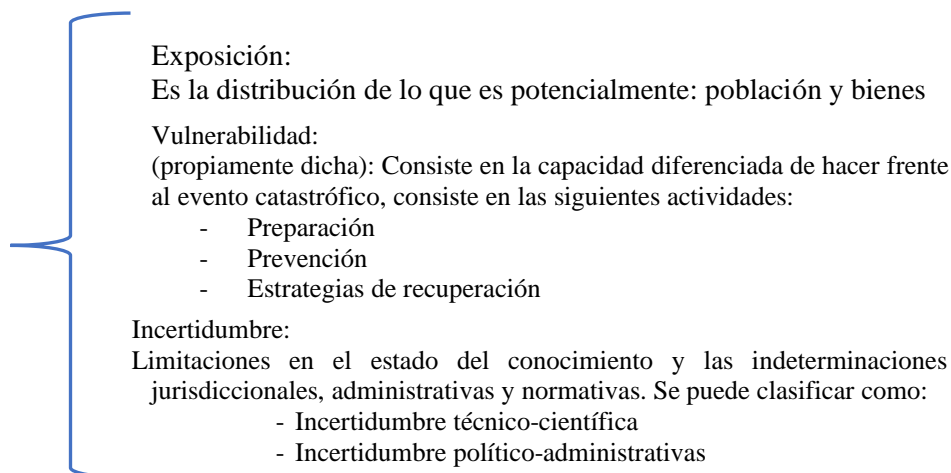 Exposición:
Es la distribución de lo que es potencialmente: población y bienes
Vulnerabilidad:
(propiamente dicha): Consiste en la capacidad diferenciada de hacer frente
al evento catastrófico, consiste en las siguientes actividades:
- Preparación
- Prevención
- Estrategias de recuperación
Incertidumbre:
Limitaciones en el estado del conocimiento y las indeterminaciones
jurisdiccionales, administrativas y normativas. Se puede clasificar como:
- Incertidumbre técnico-científica
- Incertidumbre político-administrativas